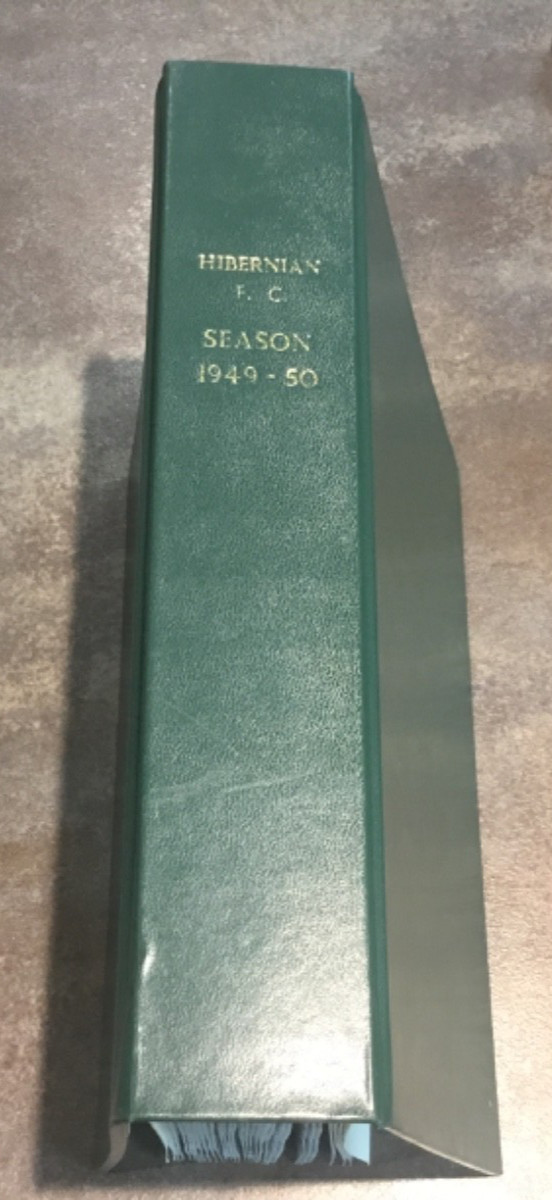 HIBERNIAN
F. C.
SEASON
1949 - 50